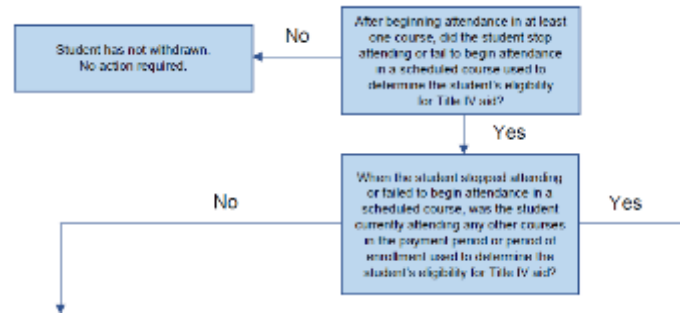 After beginning attendance in at least
one course, did the student stop
attending or fail to begin attendance
in a scheduled course used to
determine the student's eligibility
for Title IV aid?
No
Student has not withdrawn.
No action required.
Yes
When the student stopped attending
or failed to begin attendance in a
scheduled course, was the student
currently attending any other courses
in the payment period or period of
enrollment used to determine the
student's eligibility for Title IV aid?
No
Yes